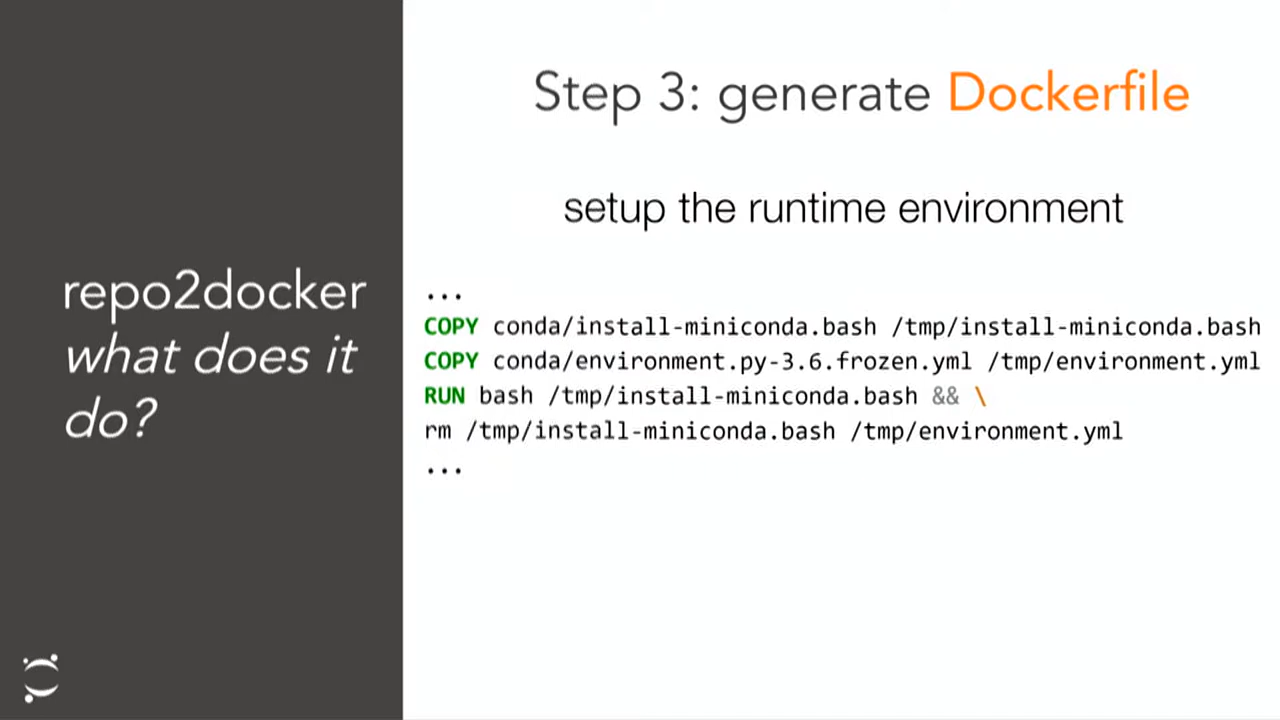 repo2docker
what does it
do?
Step 3: generate Dockerfile
setup the runtime environment
...
COPY conda/install-miniconda.bash /tmp/install-miniconda.bash
COPY conda/environment.py-3.6.frozen.yml /tmp/environment.yml
RUN bash /tmp/install-miniconda.bash && \
rm /tmp/install-miniconda.bash /tmp/environment.yml
...